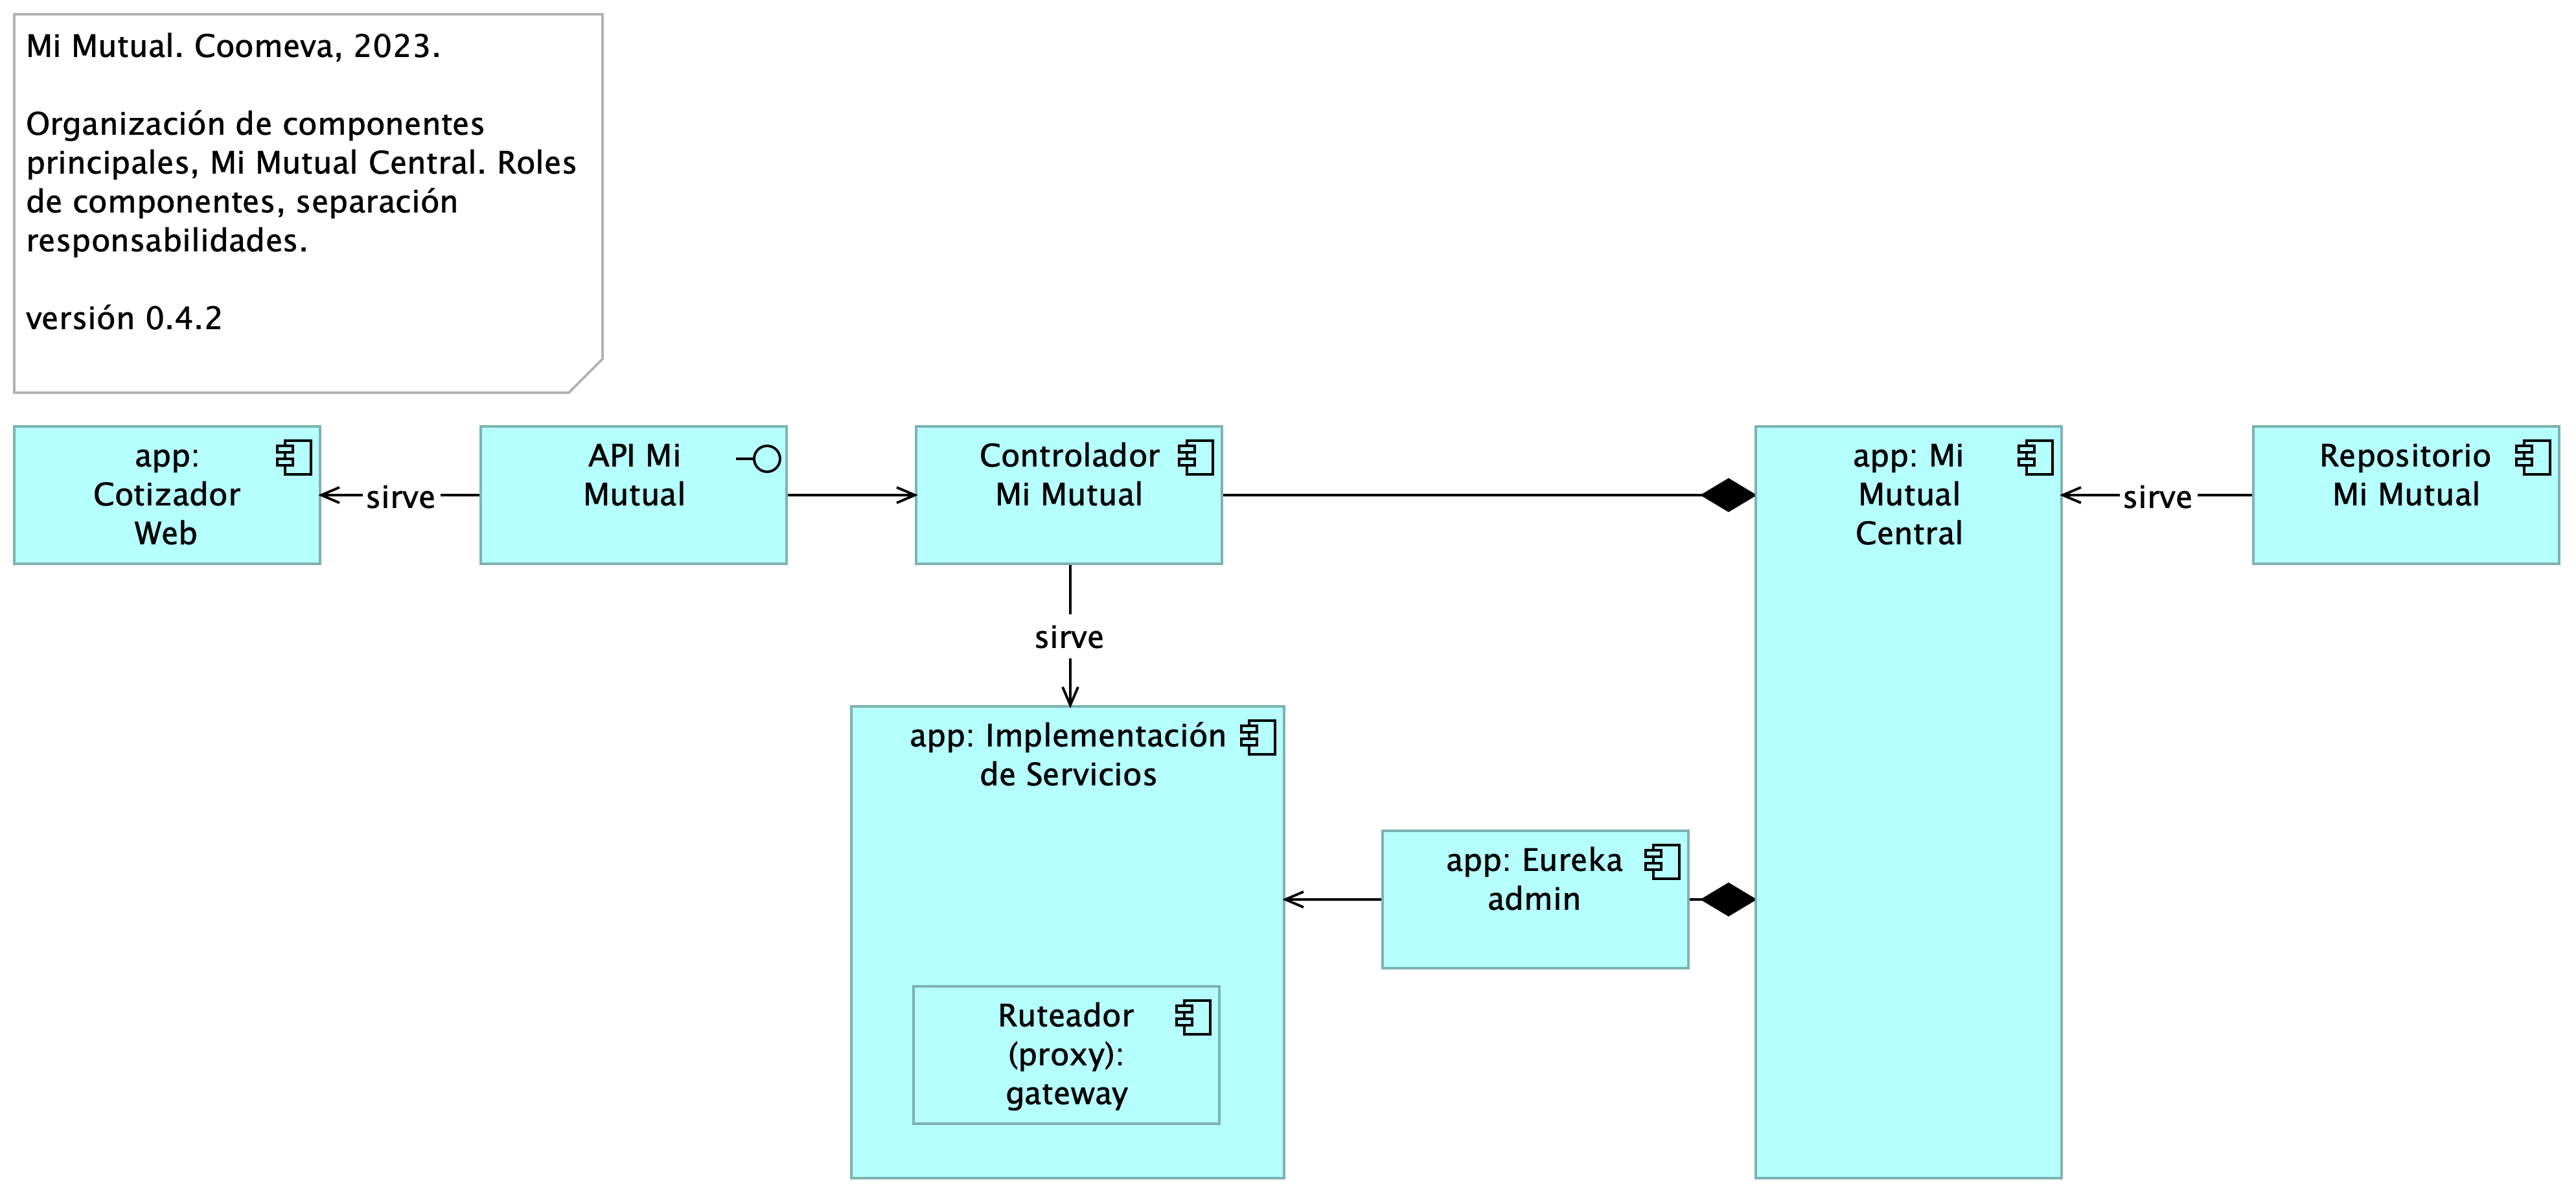 Mi Mutual. Coomeva, 2023.
Organización de componentes
principales, Mi Mutual Central. Roles
de componentes, separación
responsabilidades.
versión 0.4.2
app:
Cotizador
Web
sirve
API Mi
Mutual
Controlador
Mi Mutual
app: Mi
Mutual
Central
sirve
Repositorio
Mi Mutual
sirve
app: Implementación
de Servicios
app: Eureka
admin
Ruteador
(proxy):
gateway